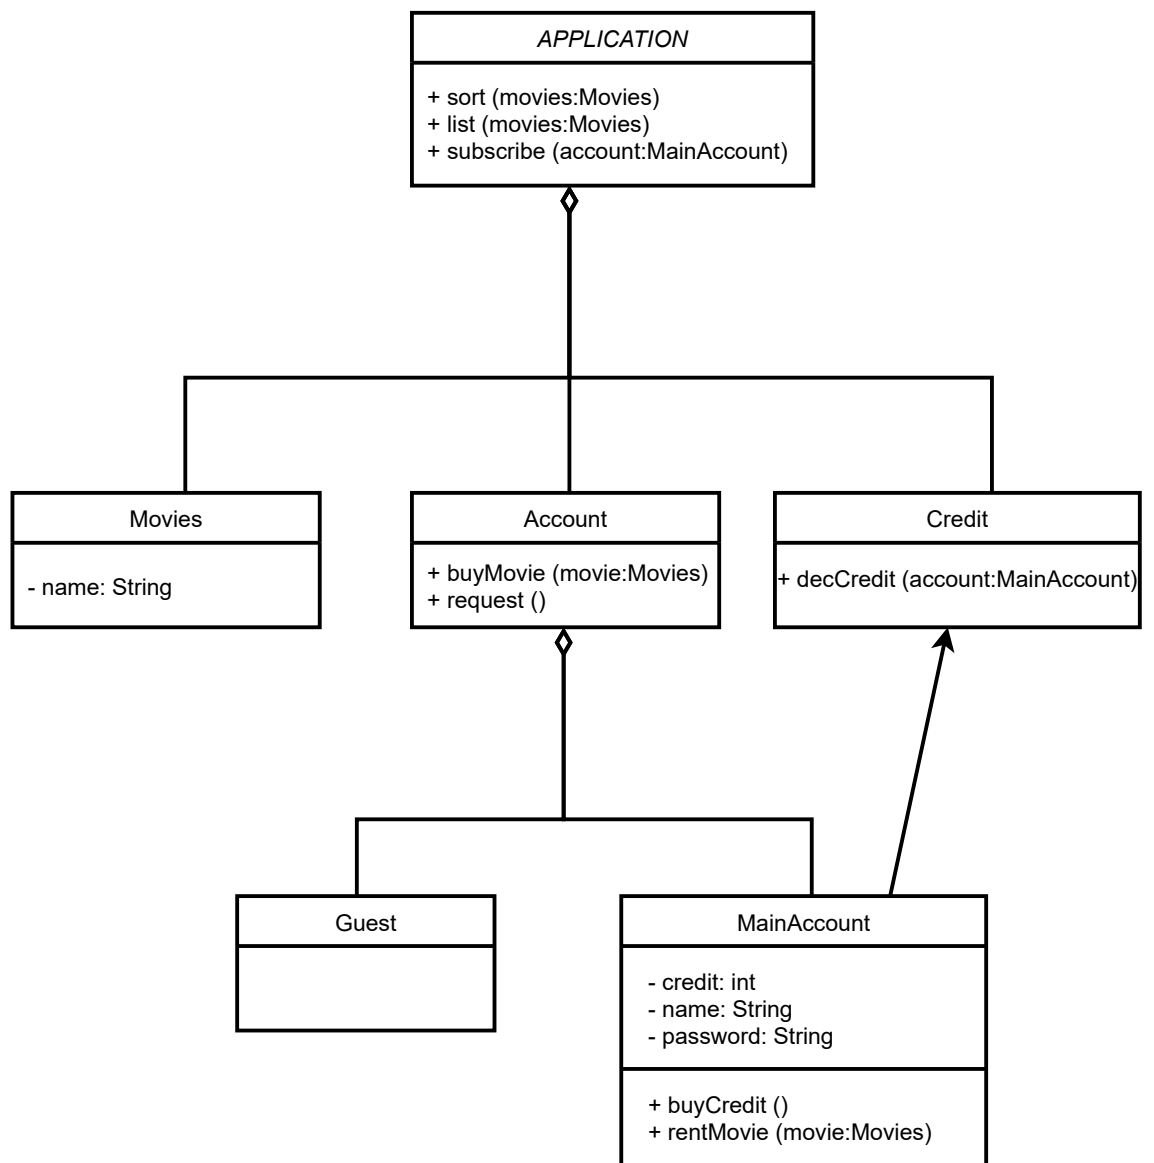 APPLICATION
+ sort (movies:Movies)
+ list (movies:Movies)
+ subscribe (account:MainAccount)
Movies
- name: String
Account
+ buyMovie (movie:Movies)
+ request ()
Credit
+ decCredit (account:MainAccount)
Guest
MainAccount
- credit: int
- name: String
- password: String
+ buyCredit ()
+ rentMovie (movie:Movies)